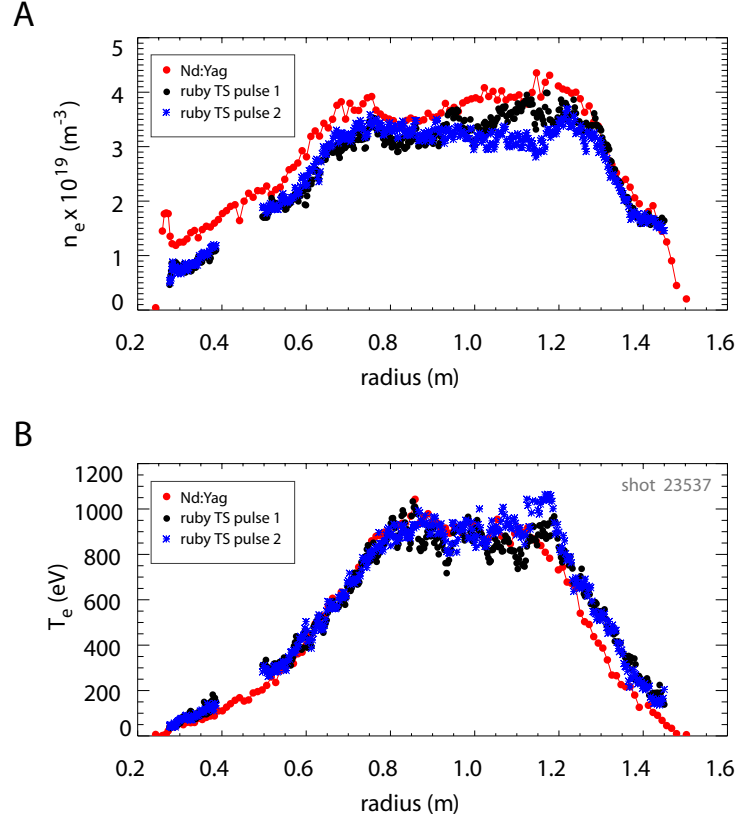 A
n_e x 10^19 (m^-3)
5
4
3
2
1
0
Nd:Yag
ruby TS pulse 1
ruby TS pulse 2
0.2 0.4 0.6 0.8 1.0 1.2 1.4 1.6
radius (m)
B
T_e (eV)
1200
1000
800
600
400
200
0
Nd:Yag
ruby TS pulse 1
ruby TS pulse 2
shot 23537
0.2 0.4 0.6 0.8 1.0 1.2 1.4 1.6
radius (m)